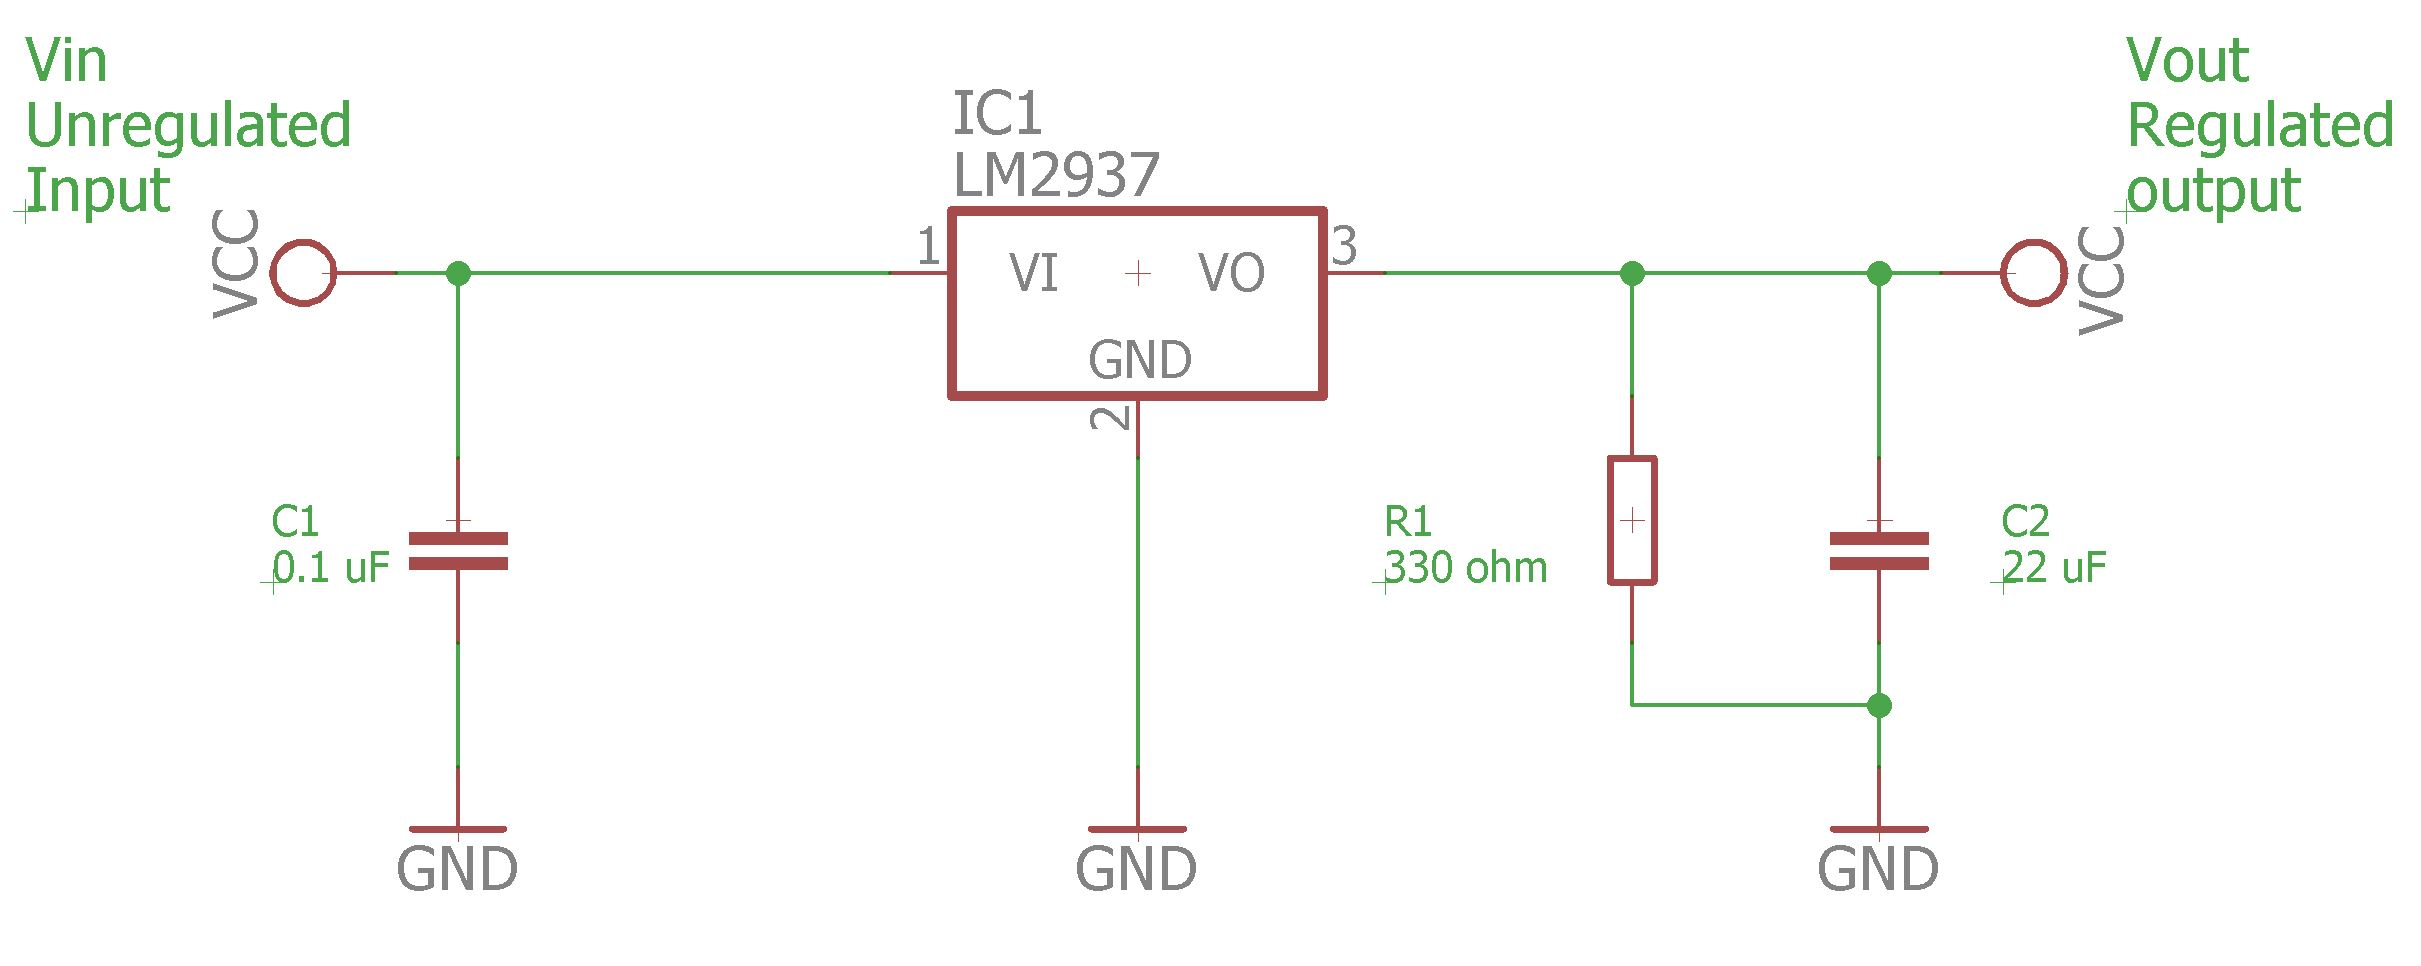 Vin
Unregulated
Input
VCC
IC1
LM2937
1
VI
VO
3
GND
2
Vout
Regulated
output
VCC
C1
0.1 uF
R1
330 ohm
C2
22 uF
GND
GND
GND